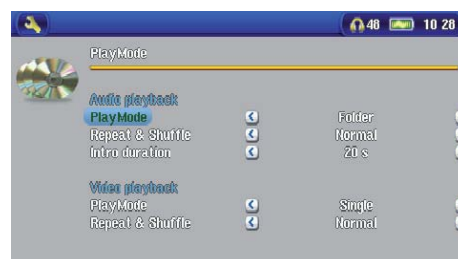 48 10 28
PlayMode
Audio playback
PlayMode Folder
Repeat & Shuffle Normal
Intro duration 20 s
Video playback
PlayMode Single
Repeat & Shuffle Normal